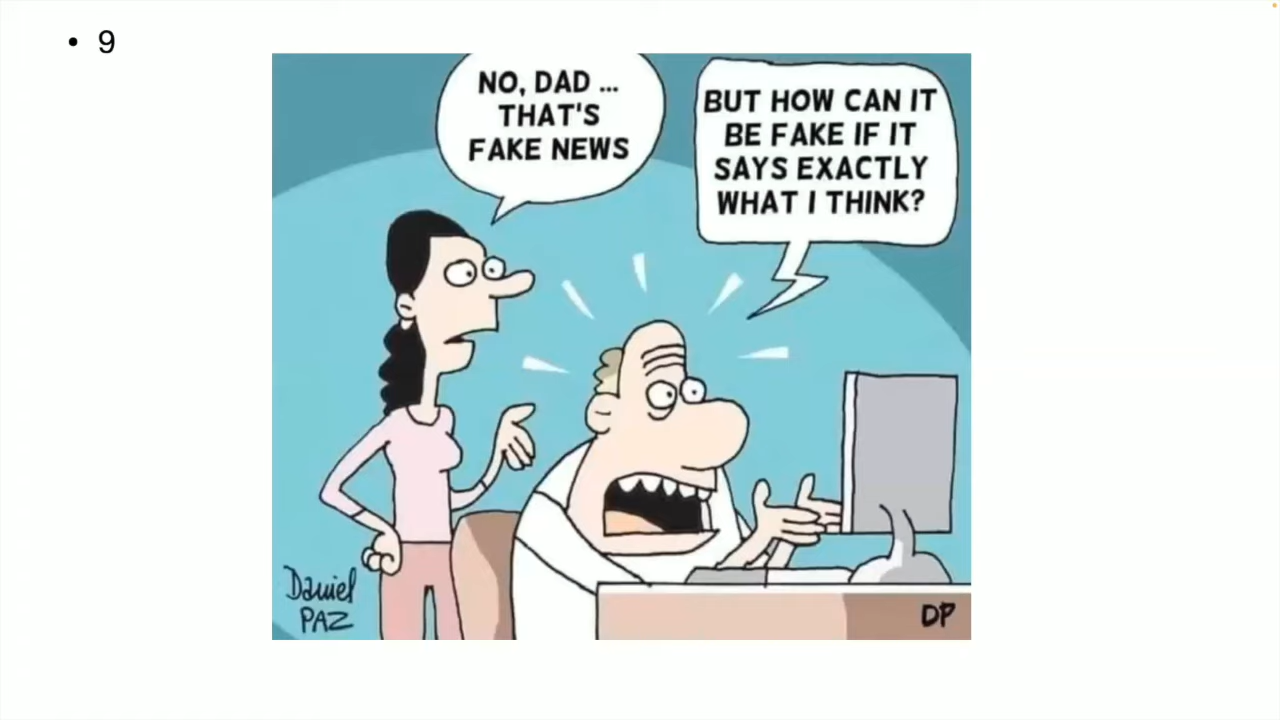 • 9
NO, DAD ...
THAT'S
FAKE NEWS
BUT HOW CAN IT
BE FAKE IF IT
SAYS EXACTLY
WHAT I THINK?
Daniel
PAZ
DP